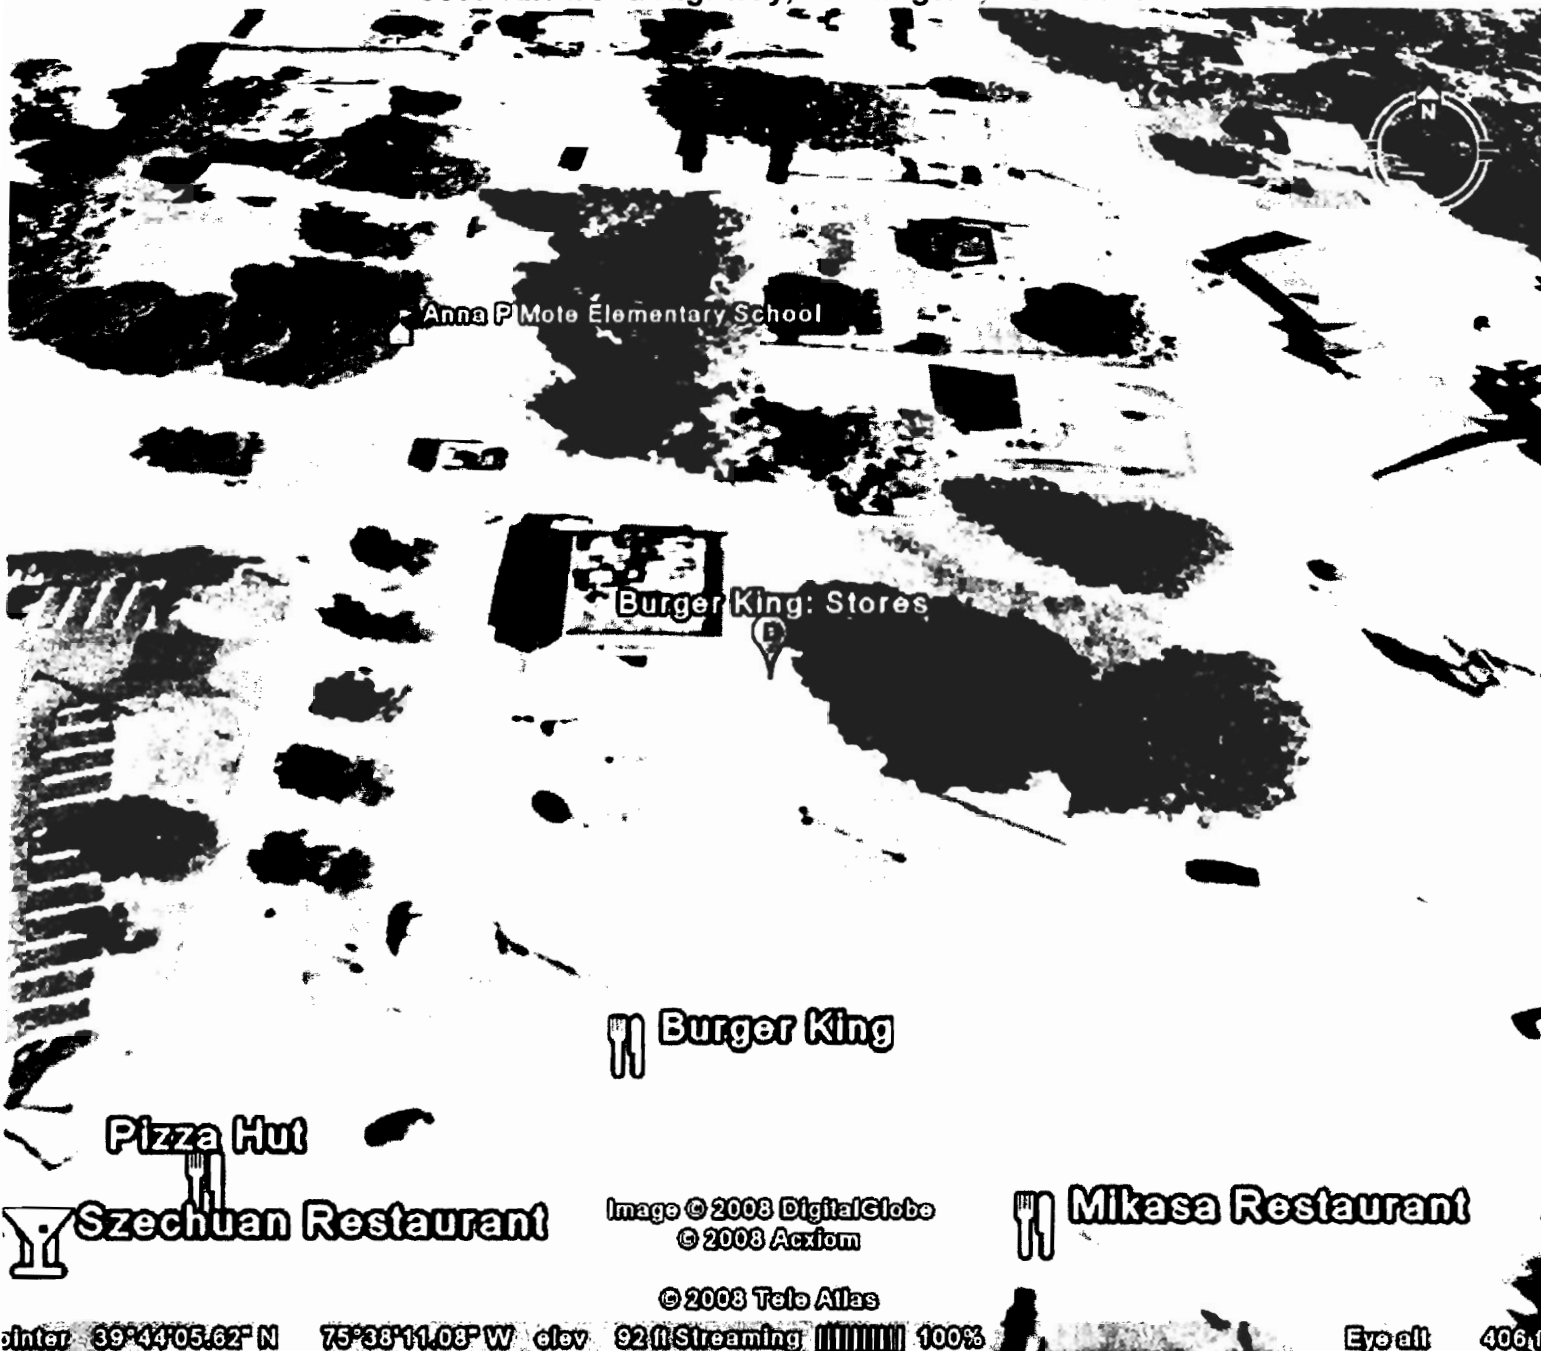 N
Anna P Mote Elementary School
Burger King: Stores
Burger King
Pizza Hut
Szechuan Restaurant
Mikasa Restaurant
Image © 2008 DigitalGlobe
© 2008 Acxiom
© 2008 Tele Atlas
ointer 39°44'05.62" N 75°38'11.08" W elev 92 ft Streaming 100% Eye alt 406 f